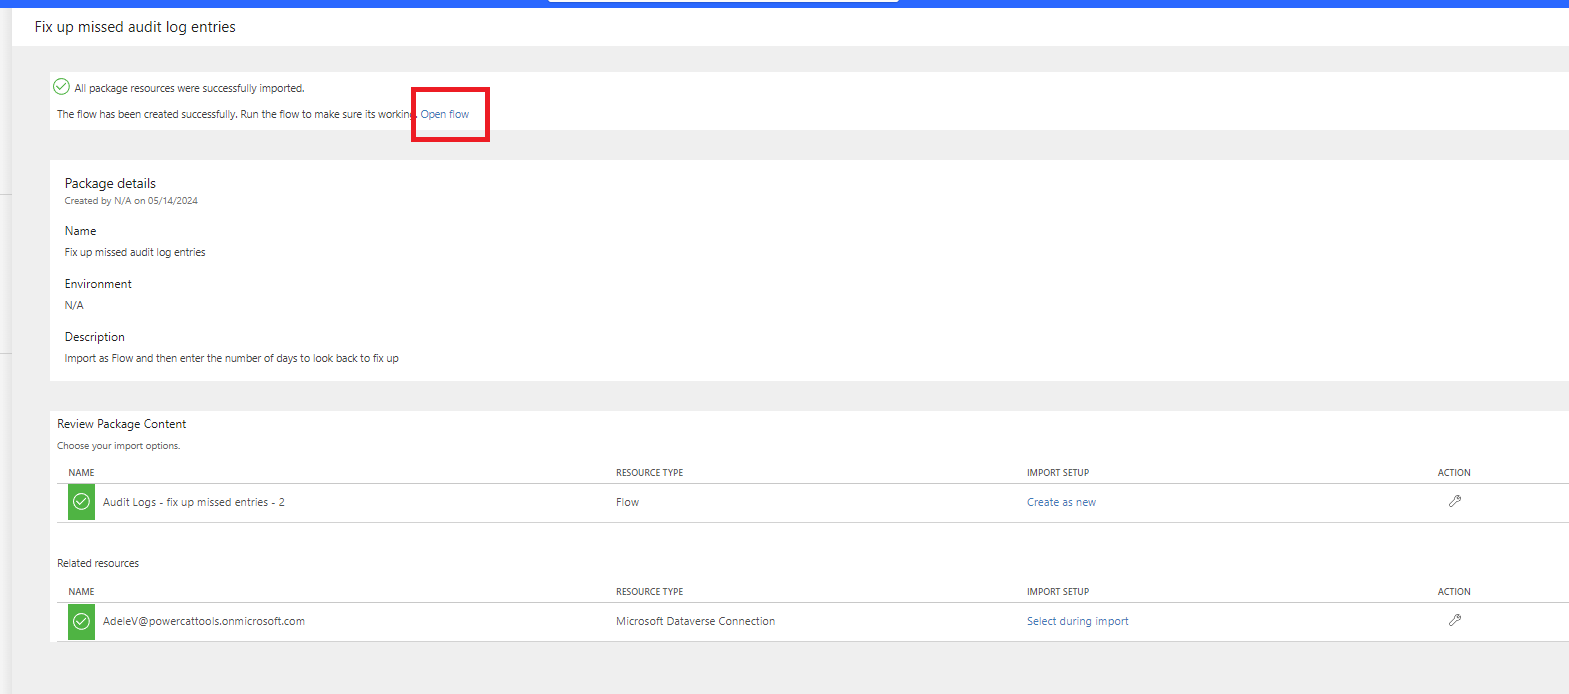 Fix up missed audit log entries
All package resources were successfully imported.
The flow has been created successfully. Run the flow to make sure its working. Open flow
Package details
Created by N/A on 05/14/2024
Name
Fix up missed audit log entries
Environment
N/A
Description
Import as Flow and then enter the number of days to look back to fix up
Review Package Content
Choose your import options.
NAME RESOURCE TYPE IMPORT SETUP ACTION
Audit Logs - fix up missed entries - 2 Flow Create as new
Related resources
NAME RESOURCE TYPE IMPORT SETUP ACTION
AdeleV@powercattools.onmicrosoft.com Microsoft Dataverse Connection Select during import